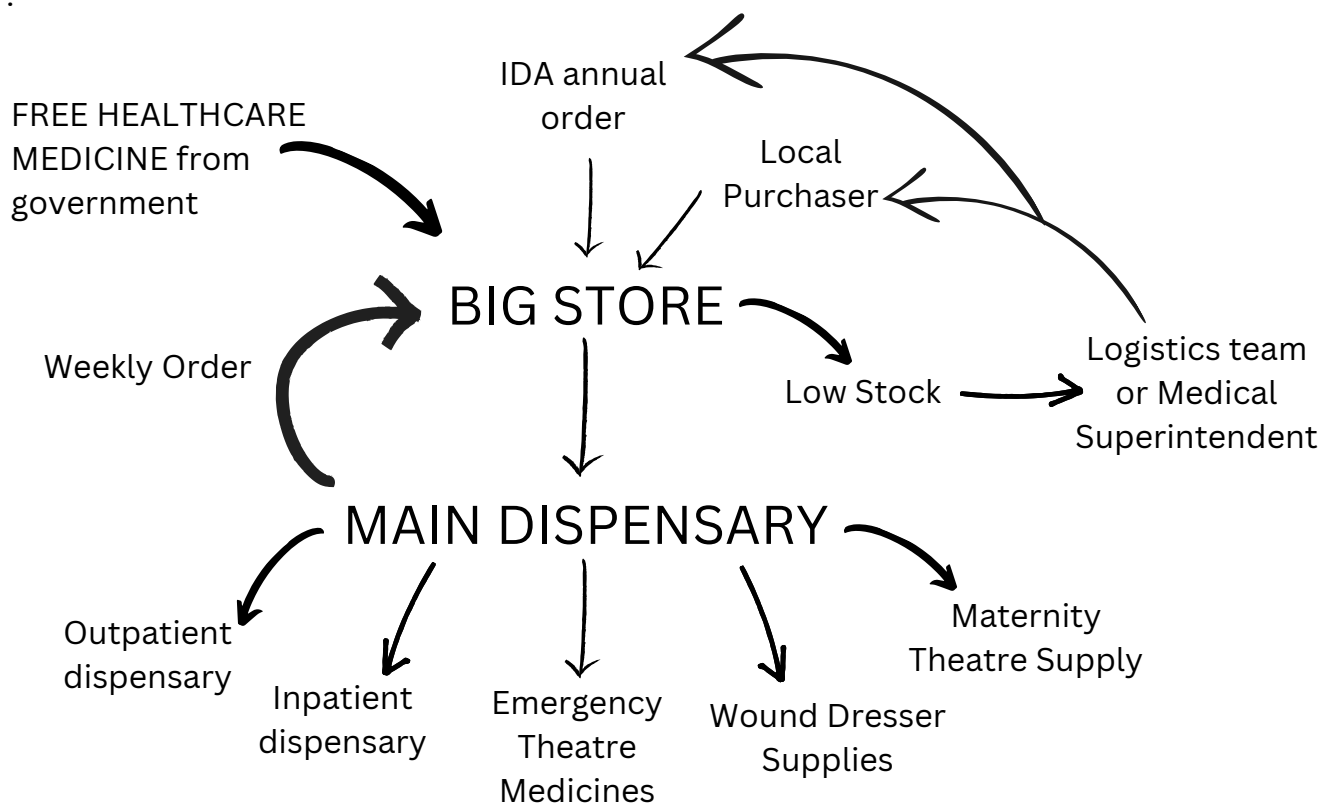 .
IDA annual
order
FREE HEALTHCARE
MEDICINE from
government
Local
Purchaser
BIG STORE
Weekly Order
Low Stock
Logistics team
or Medical
Superintendent
MAIN DISPENSARY
Outpatient
dispensary
Inpatient
dispensary
Emergency
Theatre
Medicines
Wound Dresser
Supplies
Maternity
Theatre Supply